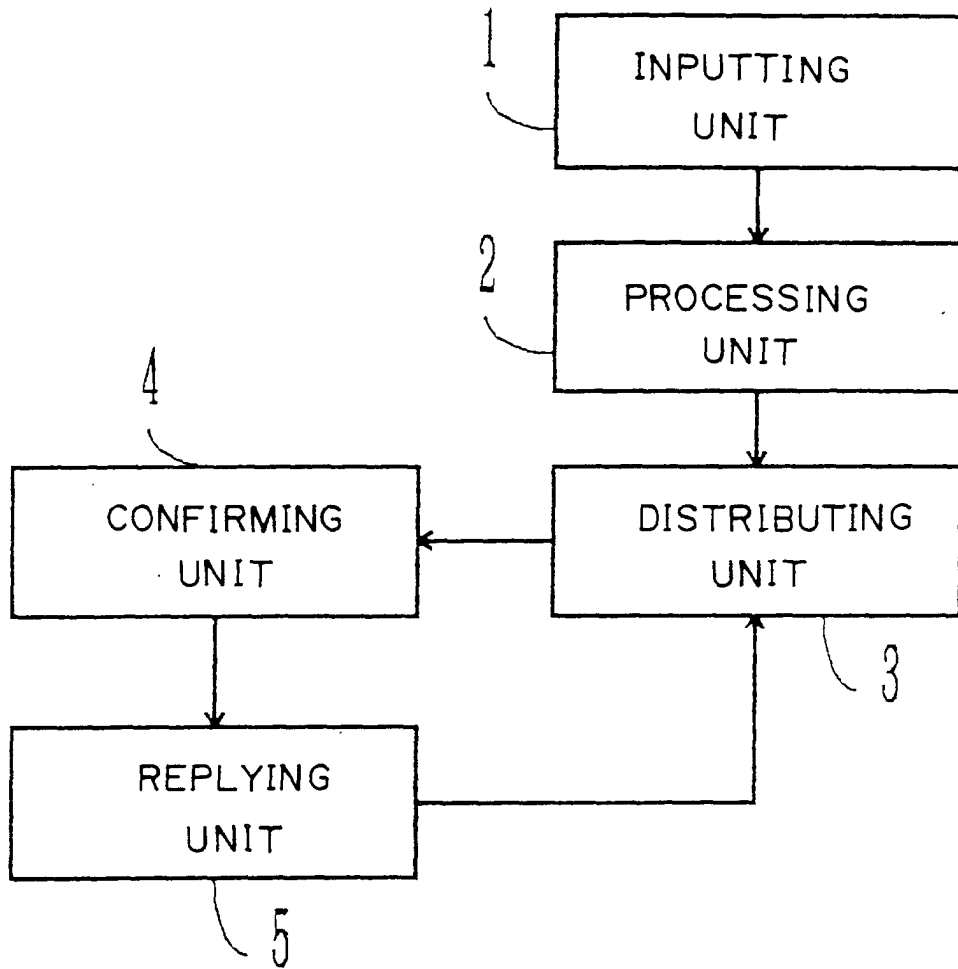 1
INPUTTING
UNIT
2
PROCESSING
UNIT
4
CONFIRMING
UNIT
DISTRIBUTING
UNIT
3
REPLYING
UNIT
5